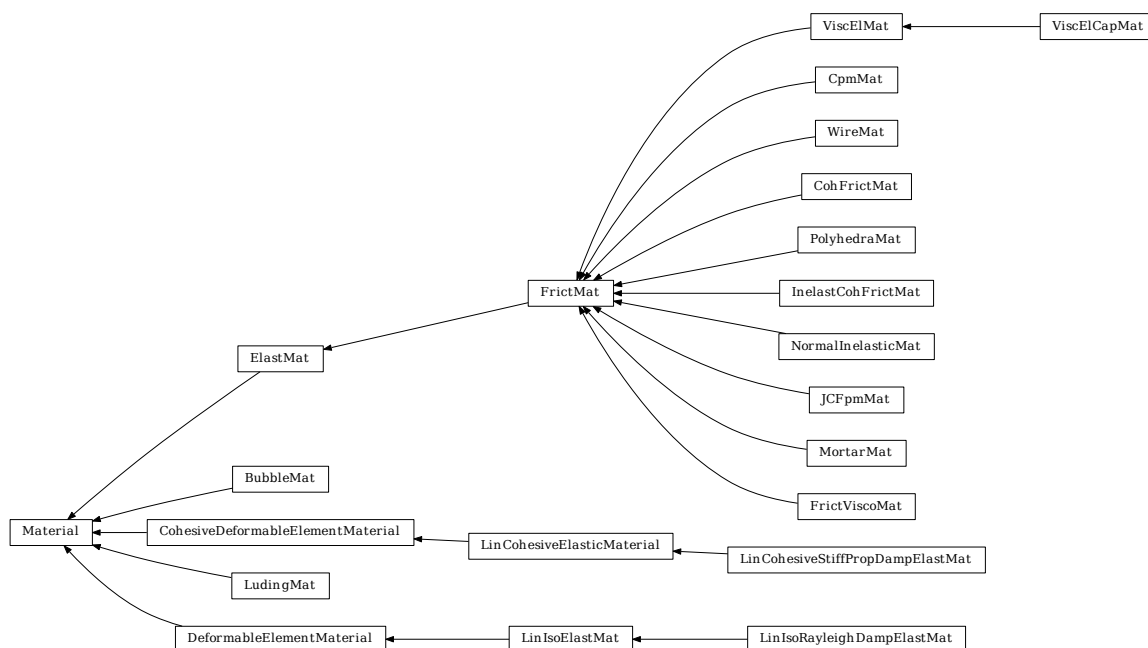 ViscElMat
ViscElCapMat
CpmMat
WireMat
CohFrictMat
PolyhedraMat
FrictMat
InelastCohFrictMat
NormalInelasticMat
ElastMat
JCFpmMat
MortarMat
BubbleMat
FrictViscoMat
Material
CohesiveDeformableElementMaterial
LinCohesiveElasticMaterial
LinCohesiveStiffPropDampElastMat
LudingMat
DeformableElementMaterial
LinIsoElastMat
LinIsoRayleighDampElastMat